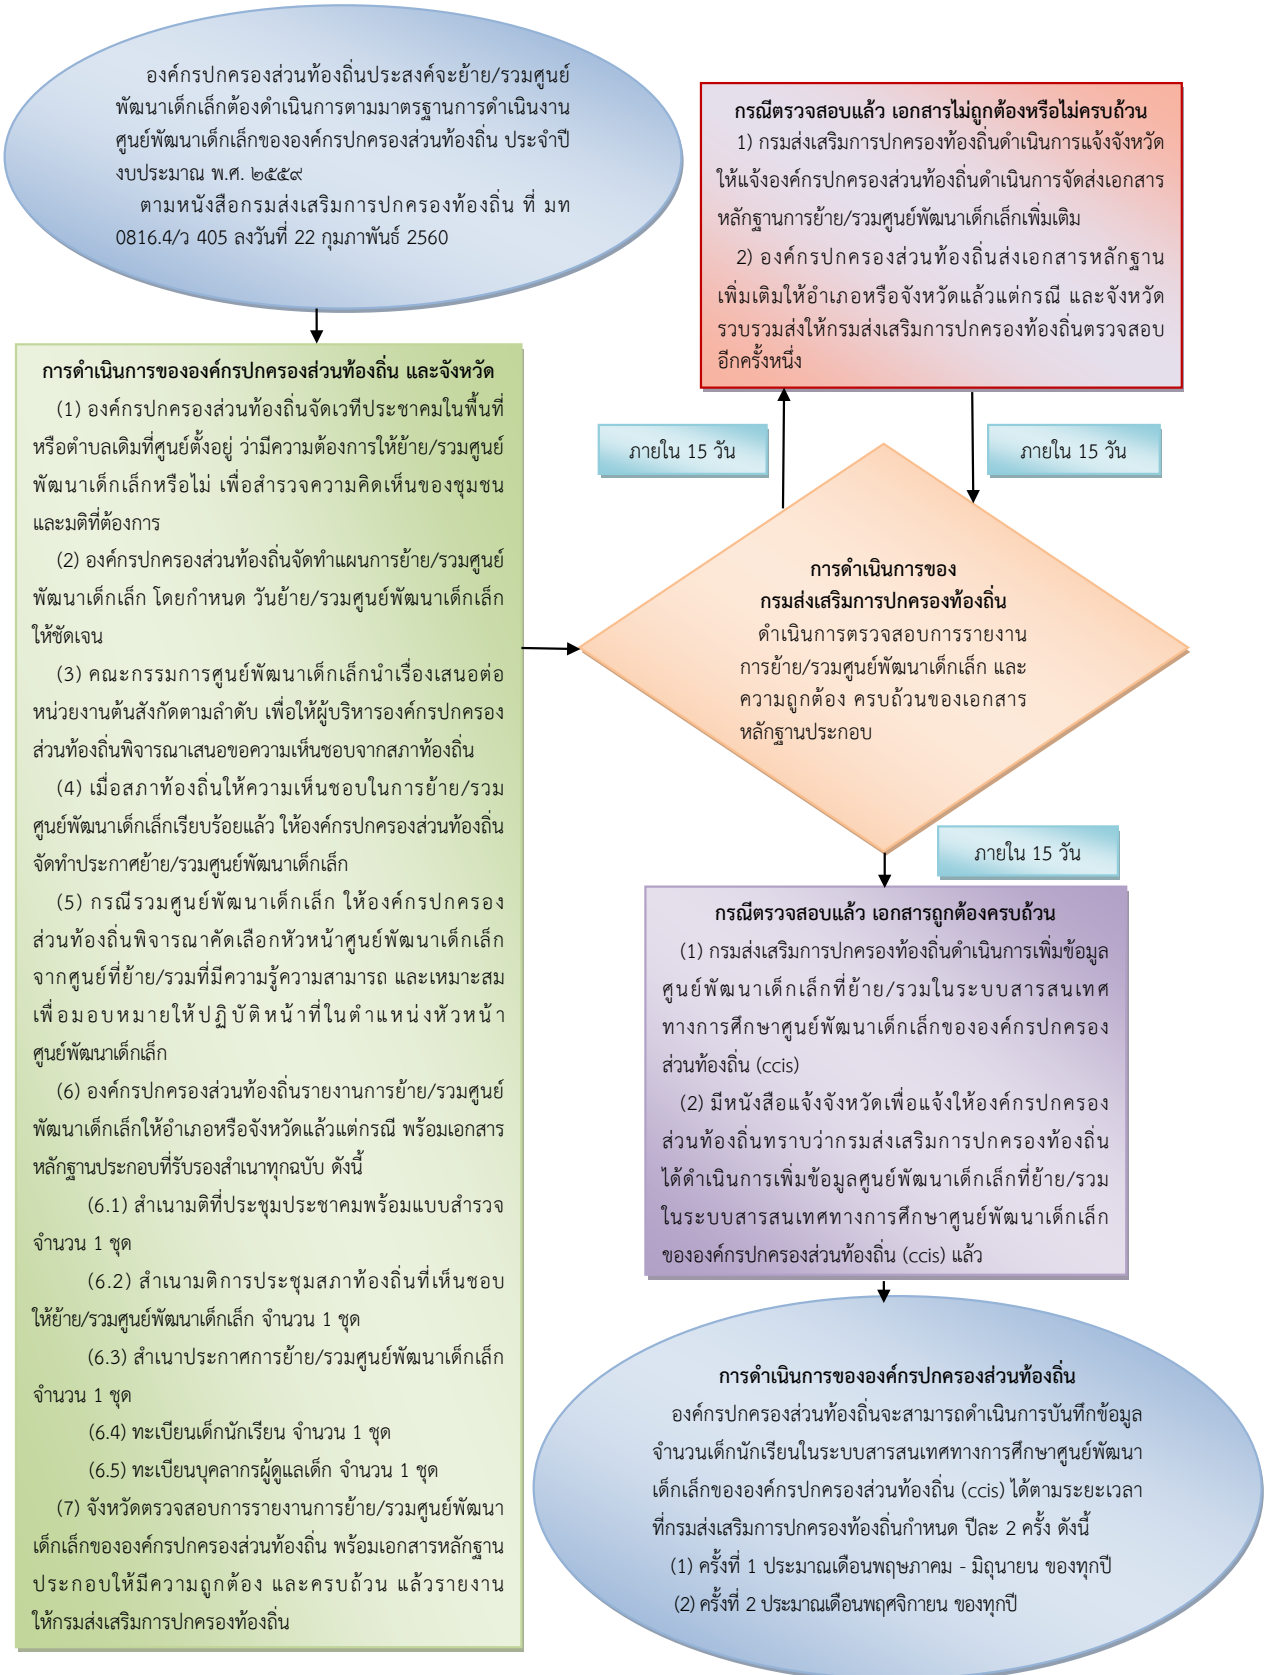 องค์กรปกครองส่วนท้องถิ่นประสงค์จะย้าย/รวมศูนย์
พัฒนาเด็กเล็กต้องดำเนินการตามมาตรฐานการดำเนินงาน
ศูนย์พัฒนาเด็กเล็กขององค์กรปกครองส่วนท้องถิ่น ประจำปี
งบประมาณ พ.ศ. ๒๕๕๙
ตามหนังสือกรมส่งเสริมการปกครองท้องถิ่น ที่ มท
0816.4/ว 405 ลงวันที่ 22 กุมภาพันธ์ 2560
การดำเนินการขององค์กรปกครองส่วนท้องถิ่น และจังหวัด
(1) องค์กรปกครองส่วนท้องถิ่นจัดเวทีประชาคมในพื้นที่
หรือตำบลเดิมที่ศูนย์ตั้งอยู่ ว่ามีความต้องการให้ย้าย/รวมศูนย์
พัฒนาเด็กเล็กหรือไม่ เพื่อสำรวจความคิดเห็นของชุมชน
และมติที่ต้องการ
(2) องค์กรปกครองส่วนท้องถิ่นจัดทำแผนการย้าย/รวมศูนย์
พัฒนาเด็กเล็ก โดยกำหนด วันย้าย/รวมศูนย์พัฒนาเด็กเล็ก
ให้ชัดเจน
(3) คณะกรรมการศูนย์พัฒนาเด็กเล็กนำเรื่องเสนอต่อ
หน่วยงานต้นสังกัดตามลำดับ เพื่อให้ผู้บริหารองค์กรปกครอง
ส่วนท้องถิ่นพิจารณาเสนอขอความเห็นชอบจากสภาท้องถิ่น
(4) เมื่อสภาท้องถิ่นให้ความเห็นชอบในการย้าย/รวม
ศูนย์พัฒนาเด็กเล็กเรียบร้อยแล้ว ให้องค์กรปกครองส่วนท้องถิ่น
จัดทำประกาศย้าย/รวมศูนย์พัฒนาเด็กเล็ก
(5) กรณีรวมศูนย์พัฒนาเด็กเล็ก ให้องค์กรปกครอง
ส่วนท้องถิ่นพิจารณาคัดเลือกหัวหน้าศูนย์พัฒนาเด็กเล็ก
จากศูนย์ที่ย้าย/รวมที่มีความรู้ความสามารถ และเหมาะสม
เพื่อมอบหมายให้ปฏิบัติหน้าที่ในตำแหน่งหัวหน้า
ศูนย์พัฒนาเด็กเล็ก
(6) องค์กรปกครองส่วนท้องถิ่นรายงานการย้าย/รวมศูนย์
พัฒนาเด็กเล็กให้อำเภอหรือจังหวัดแล้วแต่กรณี พร้อมเอกสาร
หลักฐานประกอบที่รับรองสำเนาทุกฉบับ ดังนี้
(6.1) สำเนามติที่ประชุมประชาคมพร้อมแบบสำรวจ
จำนวน 1 ชุด
(6.2) สำเนามติการประชุมสภาท้องถิ่นที่เห็นชอบ
ให้ย้าย/รวมศูนย์พัฒนาเด็กเล็ก จำนวน 1 ชุด
(6.3) สำเนาประกาศการย้าย/รวมศูนย์พัฒนาเด็กเล็ก
จำนวน 1 ชุด
(6.4) ทะเบียนเด็กนักเรียน จำนวน 1 ชุด
(6.5) ทะเบียนบุคลากรผู้ดูแลเด็ก จำนวน 1 ชุด
(7) จังหวัดตรวจสอบการรายงานการย้าย/รวมศูนย์พัฒนา
เด็กเล็กขององค์กรปกครองส่วนท้องถิ่น พร้อมเอกสารหลักฐาน
ประกอบให้มีความถูกต้อง และครบถ้วน แล้วรายงาน
ให้กรมส่งเสริมการปกครองท้องถิ่น
กรณีตรวจสอบแล้ว เอกสารไม่ถูกต้องหรือไม่ครบถ้วน
1) กรมส่งเสริมการปกครองท้องถิ่นดำเนินการแจ้งจังหวัด
ให้แจ้งองค์กรปกครองส่วนท้องถิ่นดำเนินการจัดส่งเอกสาร
หลักฐานการย้าย/รวมศูนย์พัฒนาเด็กเล็กเพิ่มเติม
2) องค์กรปกครองส่วนท้องถิ่นส่งเอกสารหลักฐาน
เพิ่มเติมให้อำเภอหรือจังหวัดแล้วแต่กรณี และจังหวัด
รวบรวมส่งให้กรมส่งเสริมการปกครองท้องถิ่นตรวจสอบ
อีกครั้งหนึ่ง
ภายใน 15 วัน
ภายใน 15 วัน
การดำเนินการของ
กรมส่งเสริมการปกครองท้องถิ่น
ดำเนินการตรวจสอบการรายงาน
การย้าย/รวมศูนย์พัฒนาเด็กเล็ก และ
ความถูกต้อง ครบถ้วนของเอกสาร
หลักฐานประกอบ
ภายใน 15 วัน
กรณีตรวจสอบแล้ว เอกสารถูกต้องครบถ้วน
(1) กรมส่งเสริมการปกครองท้องถิ่นดำเนินการเพิ่มข้อมูล
ศูนย์พัฒนาเด็กเล็กที่ย้าย/รวมในระบบสารสนเทศ
ทางการศึกษาศูนย์พัฒนาเด็กเล็กขององค์กรปกครอง
ส่วนท้องถิ่น (ccis)
(2) มีหนังสือแจ้งจังหวัดเพื่อแจ้งให้องค์กรปกครอง
ส่วนท้องถิ่นทราบว่ากรมส่งเสริมการปกครองท้องถิ่น
ได้ดำเนินการเพิ่มข้อมูลศูนย์พัฒนาเด็กเล็กที่ย้าย/รวม
ในระบบสารสนเทศทางการศึกษาศูนย์พัฒนาเด็กเล็ก
ขององค์กรปกครองส่วนท้องถิ่น (ccis) แล้ว
การดำเนินการขององค์กรปกครองส่วนท้องถิ่น
องค์กรปกครองส่วนท้องถิ่นจะสามารถดำเนินการบันทึกข้อมูล
จำนวนเด็กนักเรียนในระบบสารสนเทศทางการศึกษาศูนย์พัฒนา
เด็กเล็กขององค์กรปกครองส่วนท้องถิ่น (ccis) ได้ตามระยะเวลา
ที่กรมส่งเสริมการปกครองท้องถิ่นกำหนด ปีละ 2 ครั้ง ดังนี้
(1) ครั้งที่ 1 ประมาณเดือนพฤษภาคม - มิถุนายน ของทุกปี
(2) ครั้งที่ 2 ประมาณเดือนพฤศจิกายน ของทุกปี